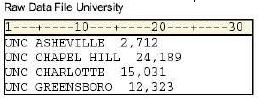 Raw Data File University
1---+----10---+----20---+----30
UNC ASHEVILLE  2,712
UNC CHAPEL HILL  24,189
UNC CHARLOTTE  15,031
UNC GREENSBORO  12,323